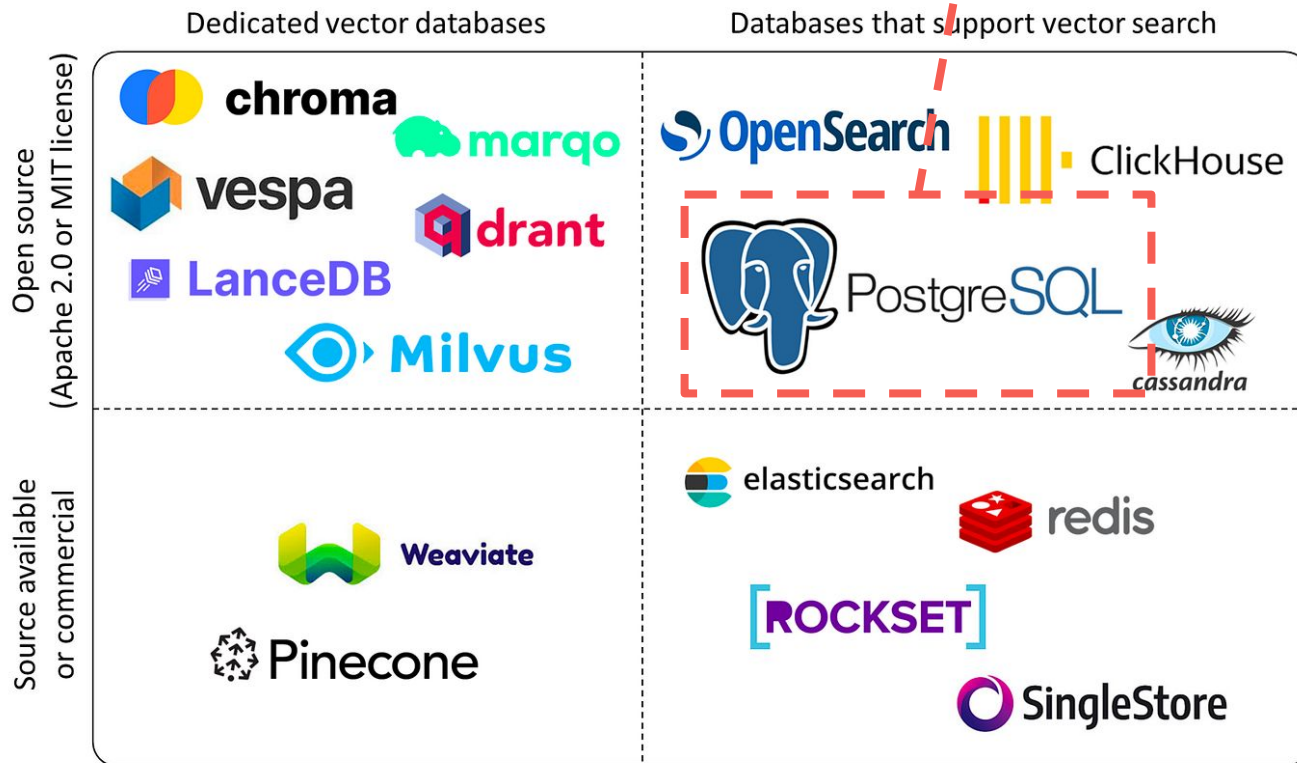 Dedicated vector databases
Databases that support vector search
Open source
(Apache 2.0 or MIT license)
chroma
marqo
vespa
qdrant
LanceDB
Milvus
OpenSearch
ClickHouse
PostgreSQL
cassandra
Source available
or commercial
Weaviate
Pinecone
elasticsearch
redis
[ROCKSET]
SingleStore